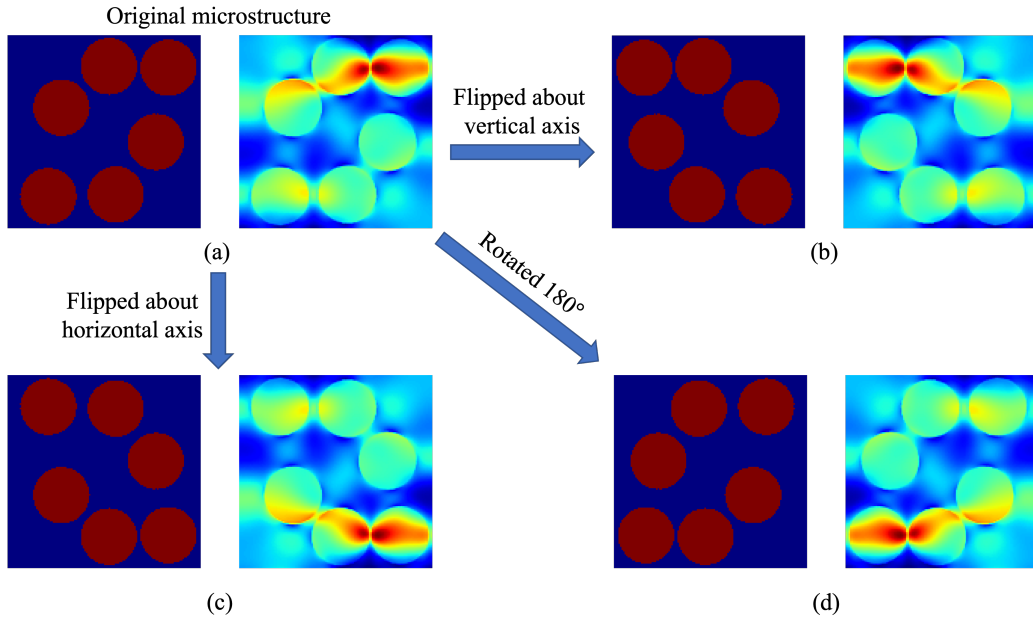 Original microstructure
Flipped about
vertical axis
(a)
(b)
Rotated 180°
Flipped about
horizontal axis
(c)
(d)